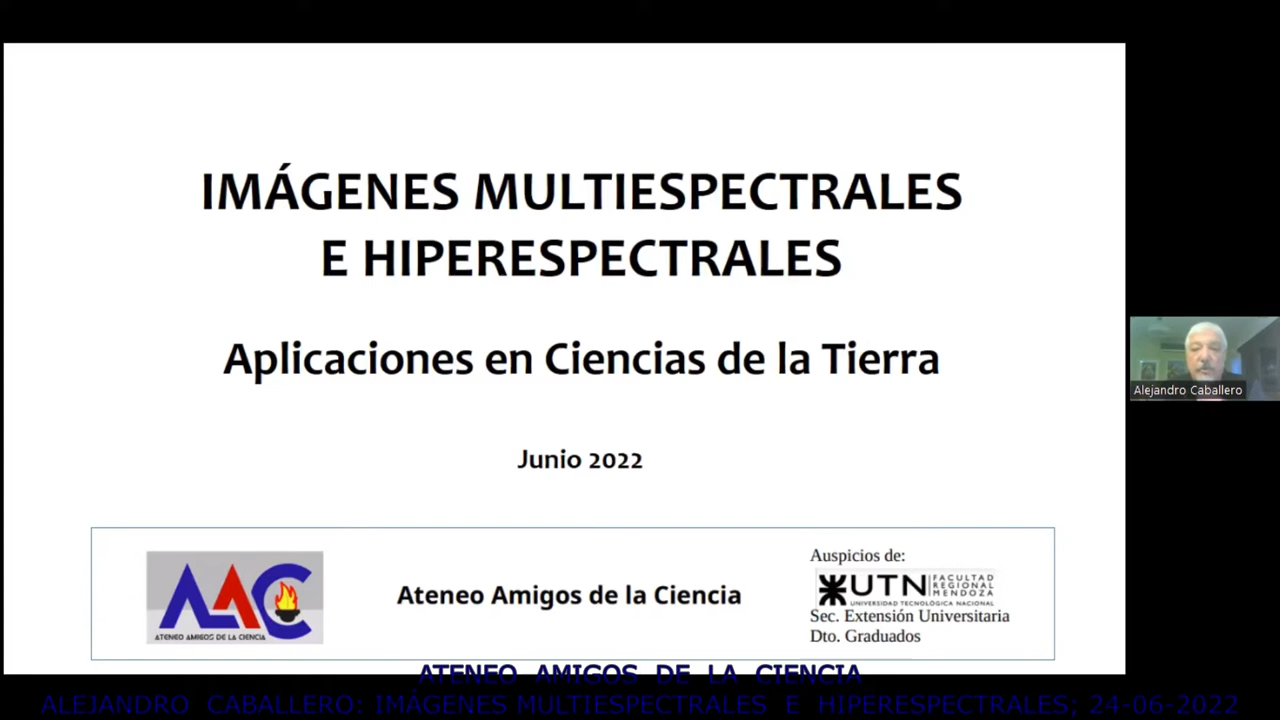 IMÁGENES MULTIESPECTRALES
E HIPERESPECTRALES
Aplicaciones en Ciencias de la Tierra
Junio 2022
AAC
ATENEO AMIGOS DE LA CIENCIA
Ateneo Amigos de la Ciencia
Auspicios de:
UTN FACULTAD
REGIONAL
MENDOZA
UNIVERSIDAD TECNOLÓGICA NACIONAL
Sec. Extensión Universitaria
Dto. Graduados
Alejandro Caballero
ATENEO AMIGOS DE LA CIENCIA
ALEJANDRO CABALLERO: IMÁGENES MULTIESPECTRALES E HIPERESPECTRALES; 24-06-2022